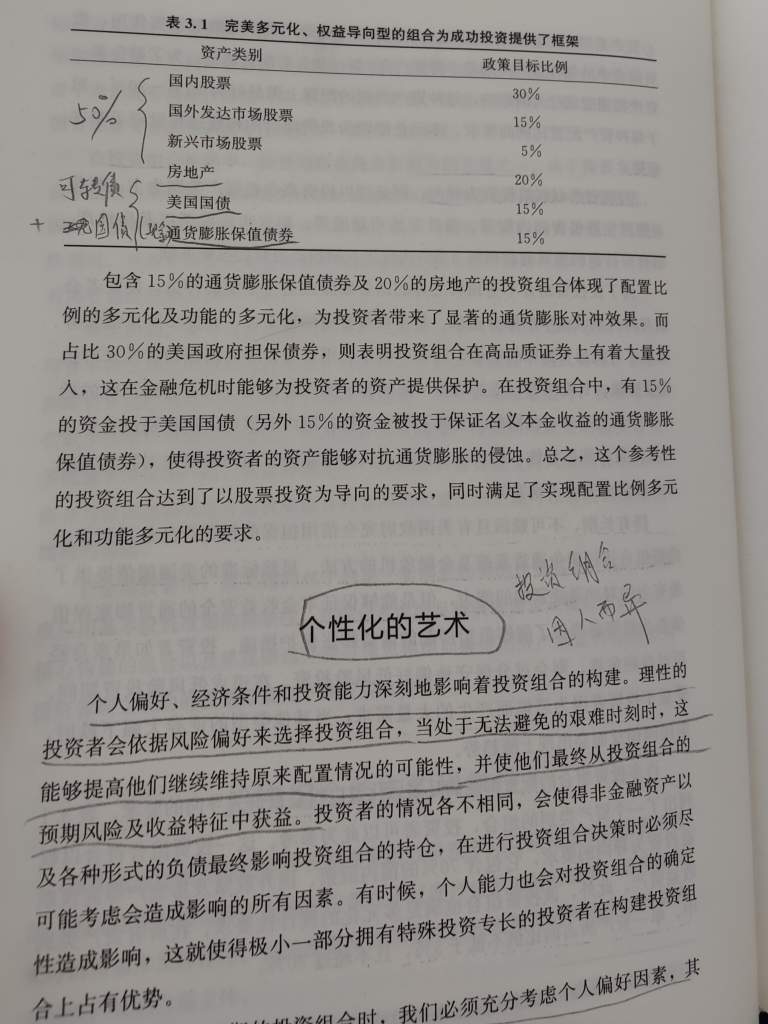 表 3.1 完美多元化、权益导向型的组合为成功投资提供了框架
资产类别 政策目标比例
国内股票 30%
50%
国外发达市场股票 15%
新兴市场股票 5%
房地产 20%
可转债
美国国债 15%
+ 国债
通货膨胀保值债券 15%
包含 15%的通货膨胀保值债券及 20%的房地产的投资组合体现了配置比
例的多元化及功能的多元化，为投资者带来了显著的通货膨胀对冲效果。而
占比 30%的美国政府担保债券，则表明投资组合在高品质证券上有着大量投
入，这在金融危机时能够为投资者的资产提供保护。在投资组合中，有 15%
的资金投于美国国债（另外 15%的资金被投于保证名义本金收益的通货膨胀
保值债券），使得投资者的资产能够对抗通货膨胀的侵蚀。总之，这个参考性
的投资组合达到了以股票投资为导向的要求，同时满足了实现配置比例多元
化和功能多元化的要求。
个性化的艺术
投资组合
因人而异
个人偏好、经济条件和投资能力深刻地影响着投资组合的构建。理性的
投资者会依据风险偏好来选择投资组合，当处于无法避免的艰难时刻时，这
能够提高他们继续维持原来配置情况的可能性，并使他们最终从投资组合的
预期风险及收益特征中获益。投资者的情况各不相同，会使得非金融资产以
及各种形式的负债最终影响投资组合的持仓，在进行投资组合决策时必须尽
可能考虑会造成影响的所有因素。有时候，个人能力也会对投资组合的确定
性造成影响，这就使得极小一部分拥有特殊投资专长的投资者在构建投资组
合上占有优势。
的投资组合时，我们必须充分考虑个人偏好因素，其